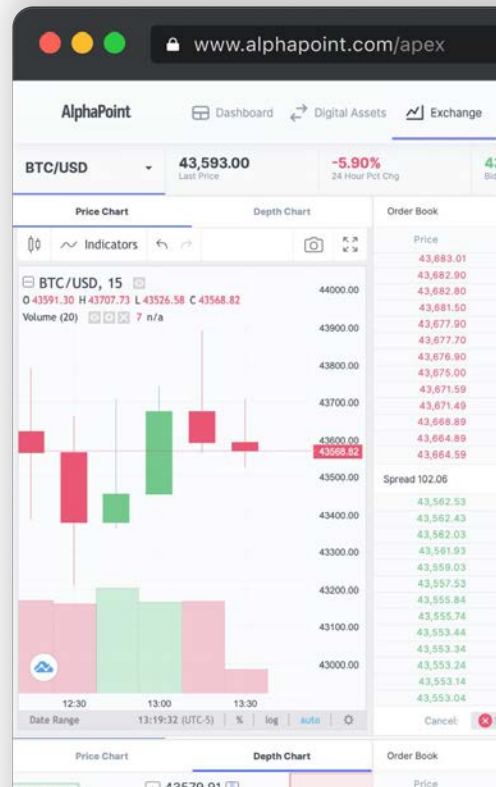 www.alphapoint.com/apex
AlphaPoint
Dashboard
Digital Assets
Exchange
BTC/USD
43,593.00
Last Price
-5.90%
24 Hour Pct Chng
Price Chart
Depth Chart
Indicators
BTC/USD, 15
O 43591.30 H 43707.73 L 43526.58 C 43568.82
Volume (20) 7 n/a
44000.00
43900.00
43800.00
43700.00
43600.00
43568.82
43500.00
43400.00
43300.00
43200.00
43100.00
43000.00
12:30 13:00 13:30
Date Range 13:19:32 (UTC-5) % log auto
Order Book
Price
43,683.01
43,682.90
43,682.80
43,681.50
43,677.90
43,677.70
43,676.90
43,675.00
43,671.59
43,671.49
43,668.89
43,664.89
43,664.59
Spread 102.06
43,562.53
43,562.43
43,562.03
43,561.93
43,559.03
43,557.53
43,555.84
43,555.74
43,553.44
43,553.34
43,553.24
43,553.14
43,553.04
Cancel:
Price Chart
Depth Chart
43579.91
Order Book
Price